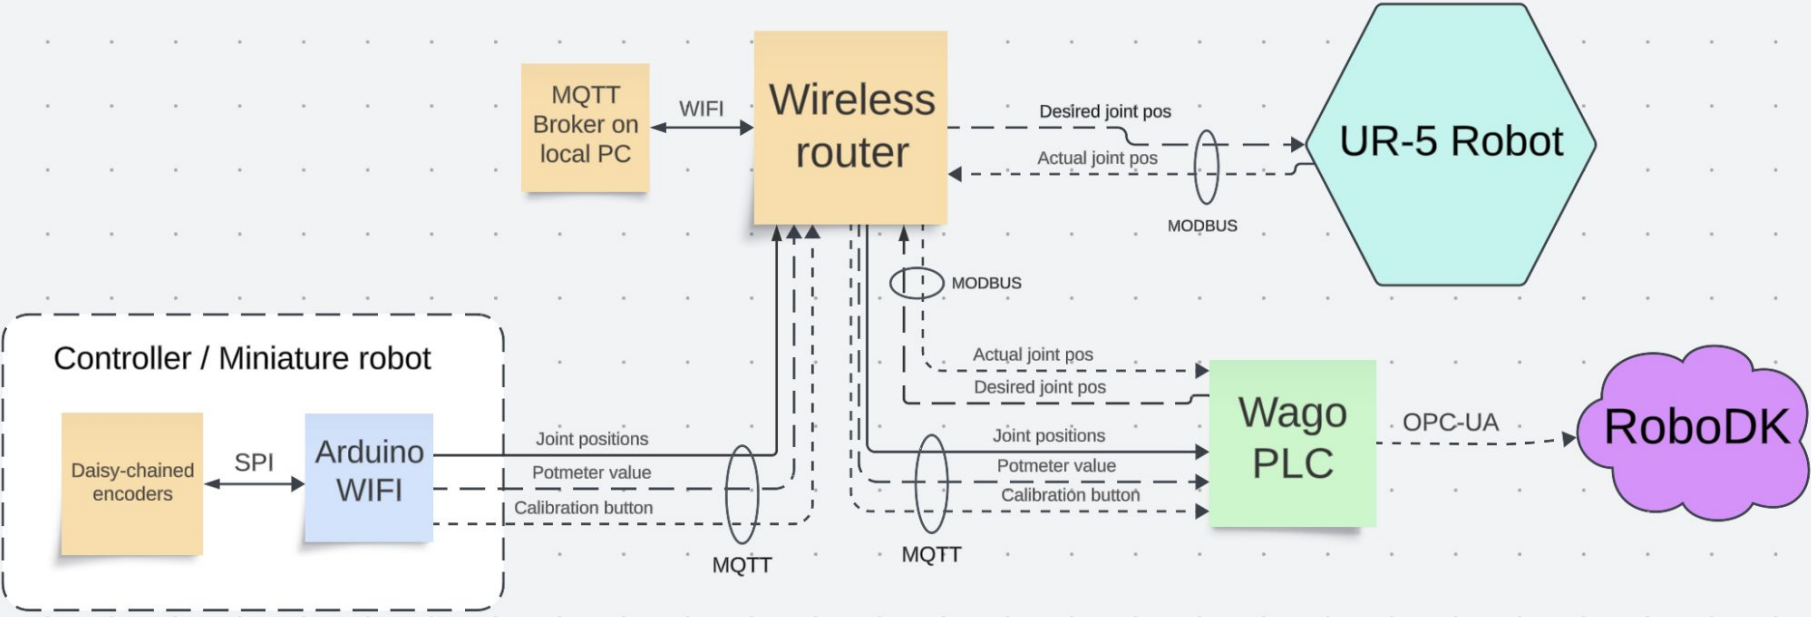 MQTT
Broker on
local PC
WIFI
Wireless
router
Desired joint pos
Actual joint pos
MODBUS
UR-5 Robot
MODBUS
Controller / Miniature robot
Daisy-chained
encoders
SPI
Arduino
WIFI
Joint positions
Potmeter value
Calibration button
MQTT
Actual joint pos
Desired joint pos
Joint positions
Potmeter value
Calibration button
MQTT
Wago
PLC
OPC-UA
RoboDK